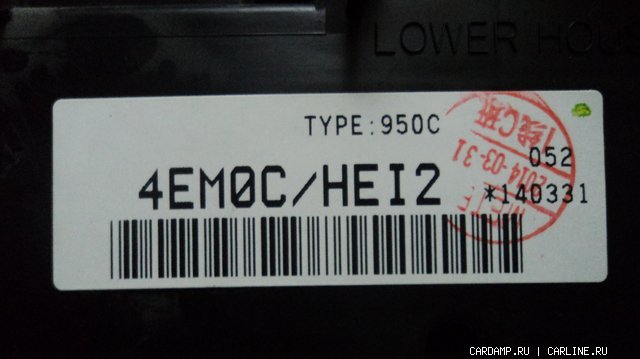 LOWER HOU
TYPE:950C
052
4EM0C/HEI2
*140331
2014-03-31
CARDAMP.RU | CARLINE.RU